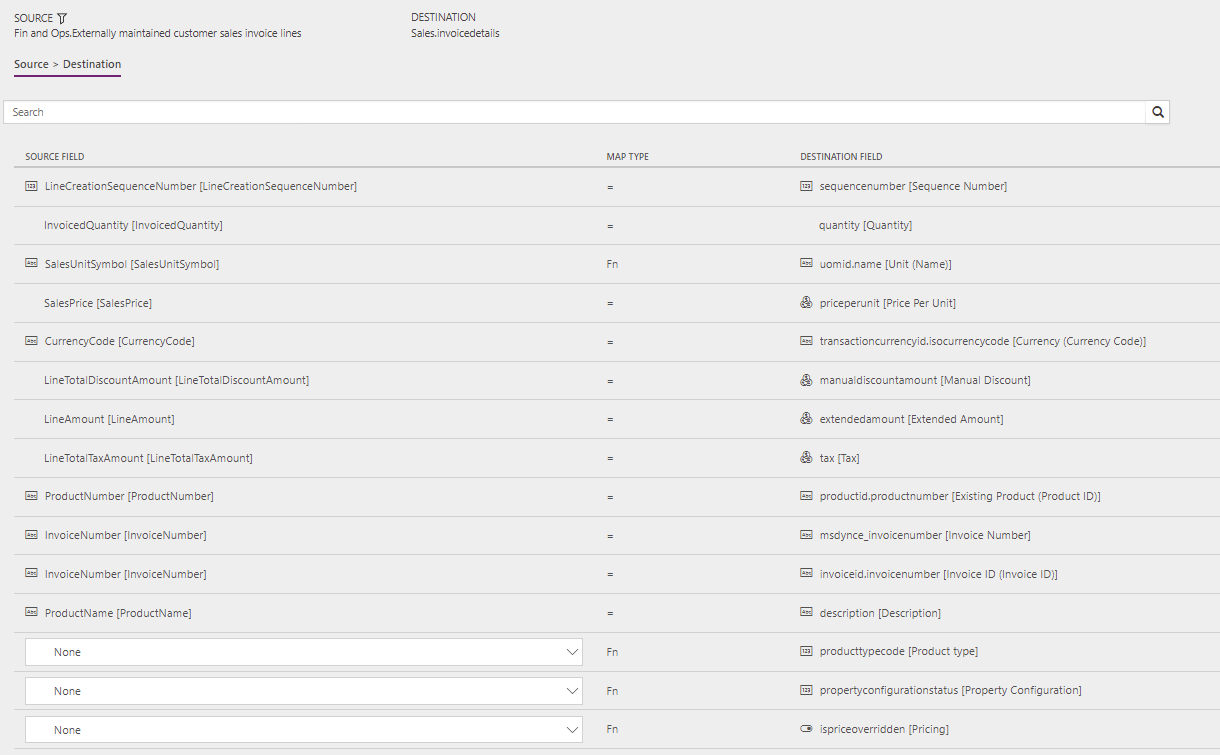 SOURCE DESTINATION
Fin and Ops.Externally maintained customer sales invoice lines Sales.invoicedetails
Source > Destination
Search
SOURCE FIELD MAP TYPE DESTINATION FIELD
123 LineCreationSequenceNumber [LineCreationSequenceNumber] = 123 sequencenumber [Sequence Number]
InvoicedQuantity [InvoicedQuantity] = quantity [Quantity]
Abc SalesUnitSymbol [SalesUnitSymbol] Fn Abc uomid.name [Unit (Name)]
SalesPrice [SalesPrice] = priceperunit [Price Per Unit]
Abc CurrencyCode [CurrencyCode] = Abc transactioncurrencyid.isocurrencycode [Currency (Currency Code)]
LineTotalDiscountAmount [LineTotalDiscountAmount] = manualdiscountamount [Manual Discount]
LineAmount [LineAmount] = extendedamount [Extended Amount]
LineTotalTaxAmount [LineTotalTaxAmount] = tax [Tax]
Abc ProductNumber [ProductNumber] = Abc productid.productnumber [Existing Product (Product ID)]
Abc InvoiceNumber [InvoiceNumber] = Abc msdynce_invoicenumber [Invoice Number]
Abc InvoiceNumber [InvoiceNumber] = Abc invoiceid.invoicenumber [Invoice ID (Invoice ID)]
Abc ProductName [ProductName] = Abc description [Description]
None Fn 123 producttypecode [Product type]
None Fn 123 propertyconfigurationstatus [Property Configuration]
None Fn ispriceoverridden [Pricing]